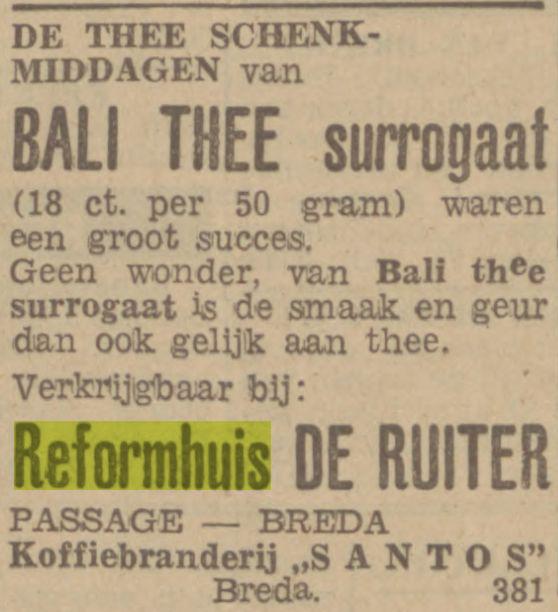 DE THEE SCHENK-
MIDDAGEN van
BALI THEE surrogaat
(18 ct. per 50 gram) waren
een groot succes.
Geen wonder, van Bali thee
surrogaat is de smaak en geur
dan ook gelijk aan thee.
Verkrijgbaar bij:
Reformhuis DE RUITER
PASSAGE — BREDA
Koffiebranderij „SANTOS”
Breda. 381